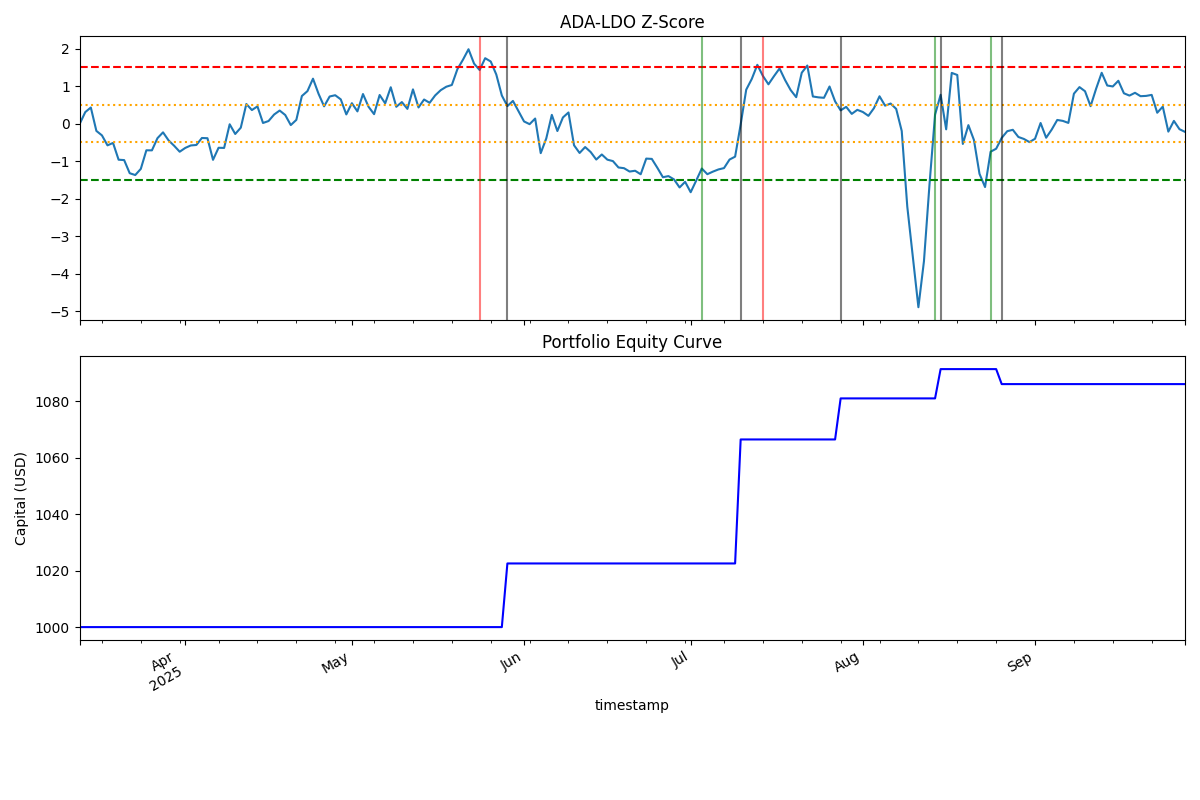 ADA-LDO Z-Score
2
1
0
−1
−2
−3
−4
−5
Portfolio Equity Curve
Capital (USD)
1080
1060
1040
1020
1000
Apr
2025
May
Jun
Jul
Aug
Sep
timestamp